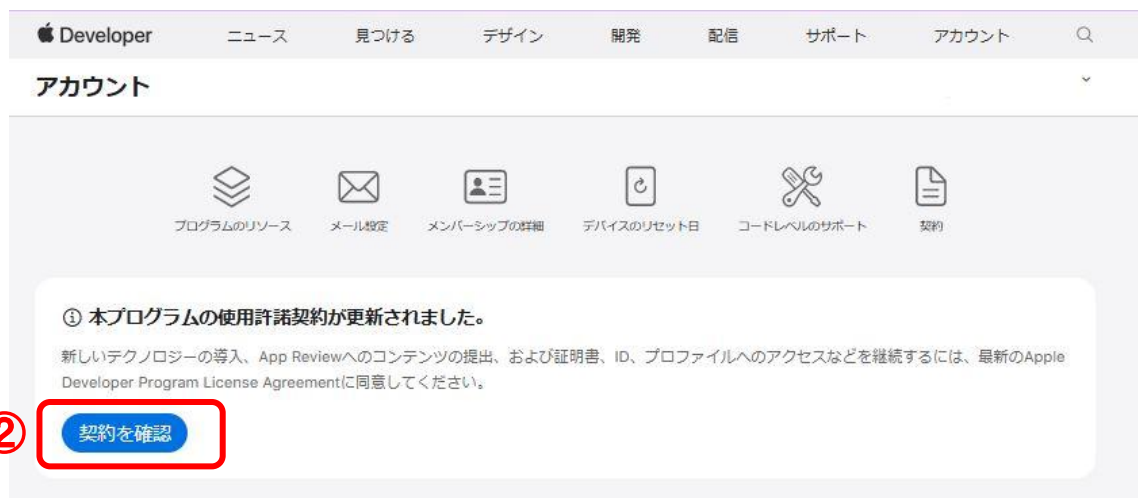 Developer ニュース 見つける デザイン 開発 配信 サポート アカウント
アカウント
プログラムのリソース メール設定 メンバーシップの詳細 デバイスのリセット日 コードレベルのサポート 契約
① 本プログラムの使用許諾契約が更新されました。
新しいテクノロジーの導入、App Reviewへのコンテンツの提出、および証明書、ID、プロファイルへのアクセスなどを継続するには、最新のApple
Developer Program License Agreementに同意してください。
② 契約を確認